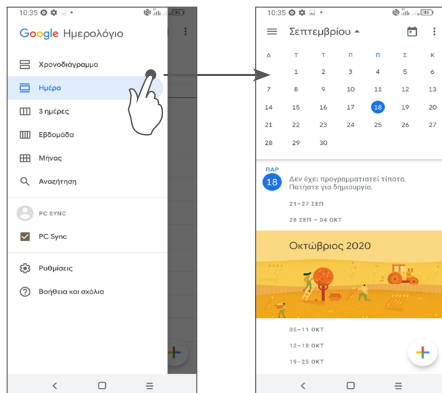 10:35
Google Ημερολόγιο
Χρονοδιάγραμμα
Ημέρα
3 ημέρες
Εβδομάδα
Μήνας
Αναζήτηση
PC SYNC
PC Sync
Ρυθμίσεις
Βοήθεια και σχόλια
10:35
Σεπτεμβρίου
Δ Τ Τ Π Π Σ Κ
1 2 3 4 5 6
7 8 9 10 11 12 13
14 15 16 17 18 19 20
21 22 23 24 25 26 27
28 29 30
ΠΑΡ
18
Δεν έχει προγραμματιστεί τίποτα.
Πατήστε για δημιουργία.
21–27 ΣΕΠ
28 ΣΕΠ – 04 ΟΚΤ
Οκτώβριος 2020
05–11 ΟΚΤ
12–18 ΟΚΤ
19–25 ΟΚΤ